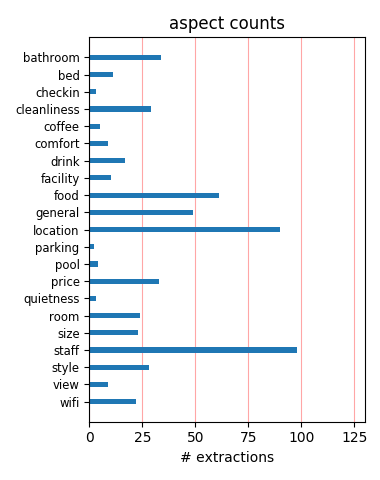 aspect counts
bathroom
bed
checkin
cleanliness
coffee
comfort
drink
facility
food
general
location
parking
pool
price
quietness
room
size
staff
style
view
wifi
0 25 50 75 100 125
# extractions